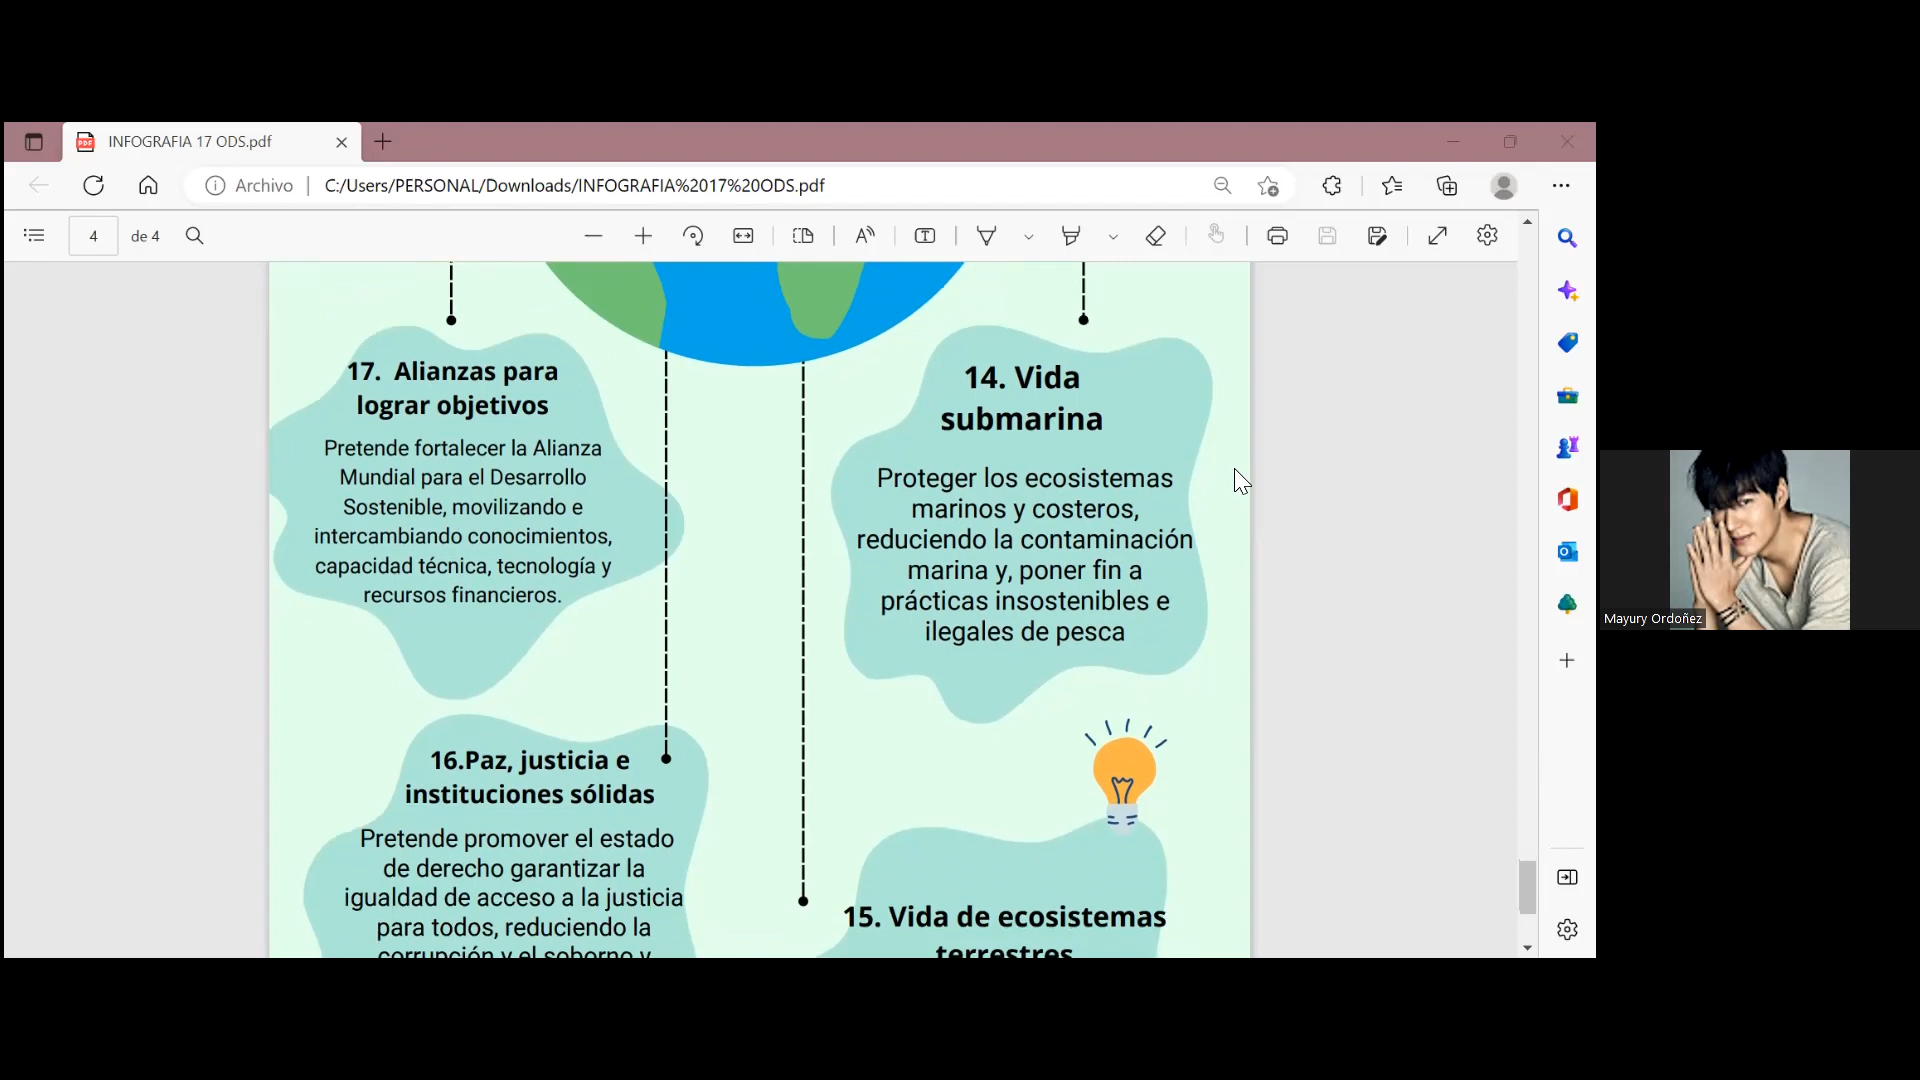 INFOGRAFIA 17 ODS.pdf
Archivo
C:/Users/PERSONAL/Downloads/INFOGRAFIA%2017%20ODS.pdf
4 de 4
17. Alianzas para
lograr objetivos
Pretende fortalecer la Alianza
Mundial para el Desarrollo
Sostenible, movilizando e
intercambiando conocimientos,
capacidad técnica, tecnología y
recursos financieros.
14. Vida
submarina
Proteger los ecosistemas
marinos y costeros,
reduciendo la contaminación
marina y, poner fin a
prácticas insostenibles e
ilegales de pesca
16.Paz, justicia e
instituciones sólidas
Pretende promover el estado
de derecho garantizar la
igualdad de acceso a la justicia
para todos, reduciendo la
corrupción y el soborno y
15. Vida de ecosistemas
terrestres
Mayury Ordoñez